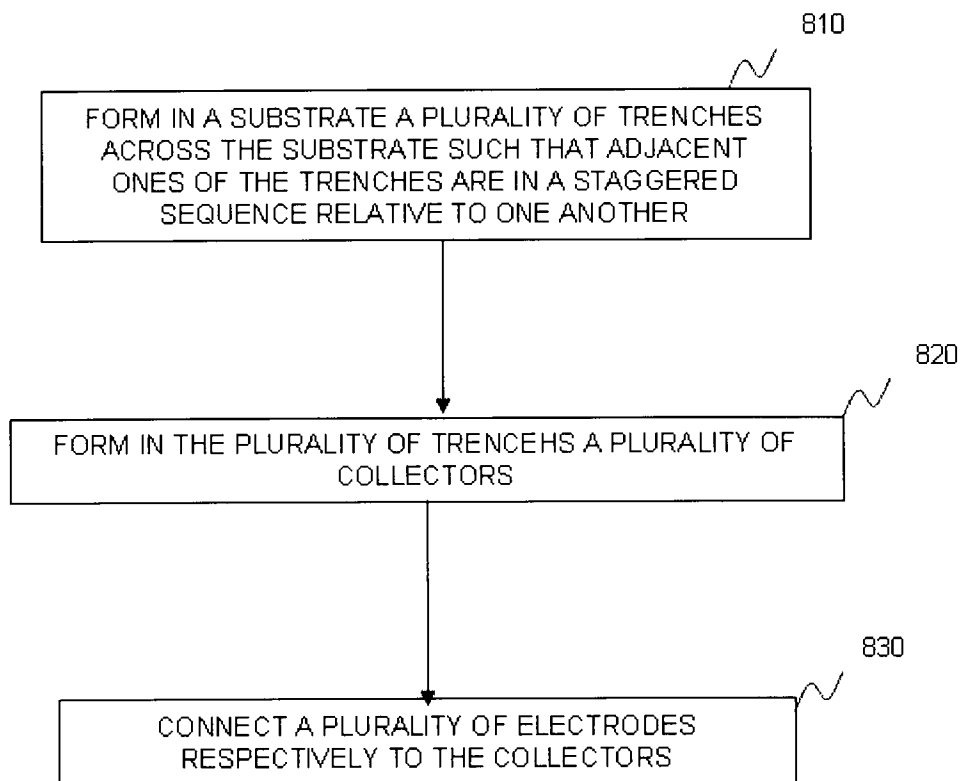 810
FORM IN A SUBSTRATE A PLURALITY OF TRENCHES
ACROSS THE SUBSTRATE SUCH THAT ADJACENT
ONES OF THE TRENCHES ARE IN A STAGGERED
SEQUENCE RELATIVE TO ONE ANOTHER
820
FORM IN THE PLURALITY OF TRENCEHS A PLURALITY OF
COLLECTORS
830
CONNECT A PLURALITY OF ELECTRODES
RESPECTIVELY TO THE COLLECTORS